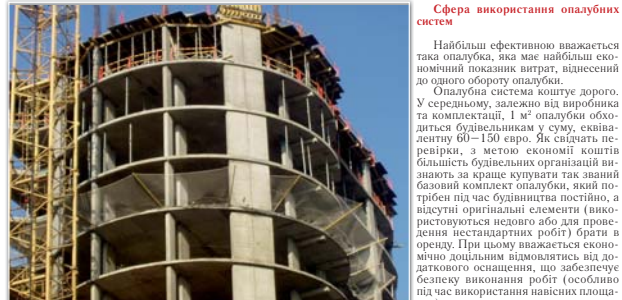 Сфера використання опалубних
систем
Найбільш ефективною вважається
така опалубка, яка має найбільш еко-
номічний показник витрат, віднесений
до одного обороту опалубки.
Опалубна система коштує дорого.
У середньому, залежно від виробника
та комплектації, 1 м² опалубки обхо-
диться будівельникам у суму, еквіва-
лентну 60—150 євро. Як свідчать пе-
ревірки, з метою економії коштів
більшість будівельних організацій ви-
знають за краще купувати так званий
базовий комплект опалубки, який по-
трібен під час будівництва постійно, а
відсутні оригінальні елементи (вико-
ристовуються недовго або для прове-
дення нестандартних робіт) брати в
оренду. При цьому вважається еконо-
мічно доцільним відмовлятись від до-
даткового оснащення, що забезпечує
безпеку виконання робіт (особливо
під час використання навісних площа-